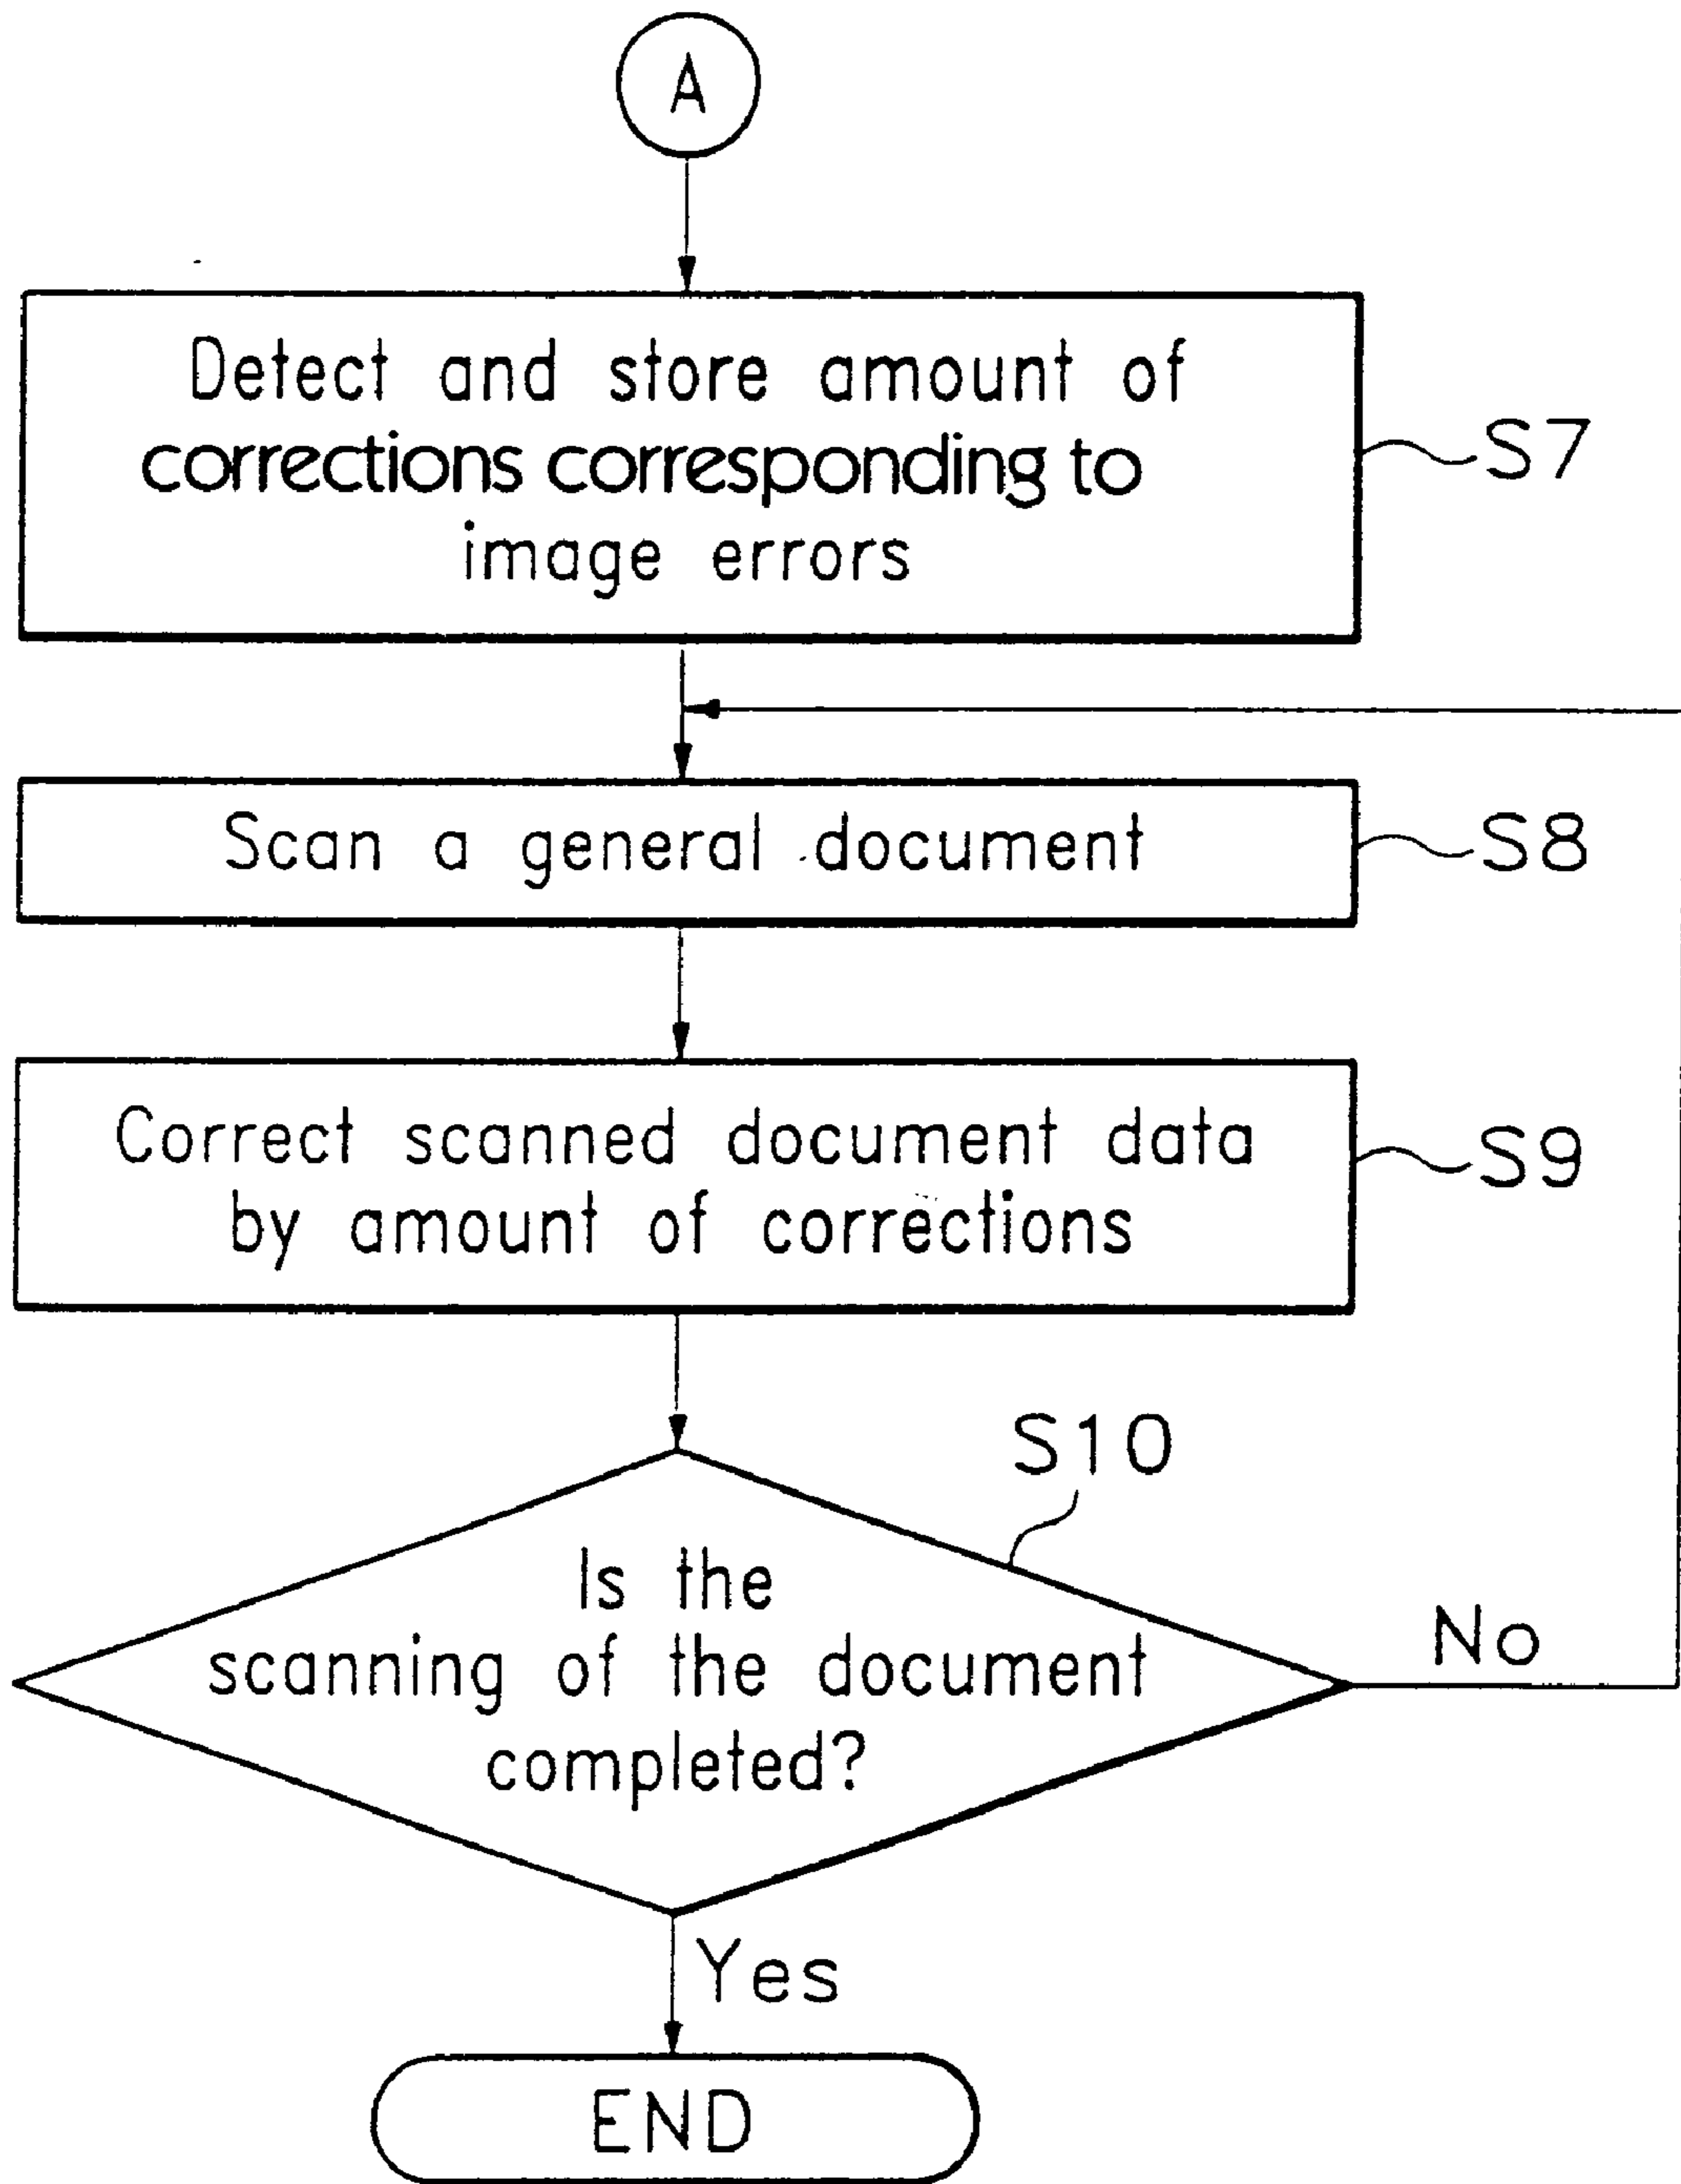 A
Detect and store amount of
corrections corresponding to
image errors
S7
Scan a general document
S8
Correct scanned document data
by amount of corrections
S9
S10
Is the
scanning of the document
completed?
No
Yes
END